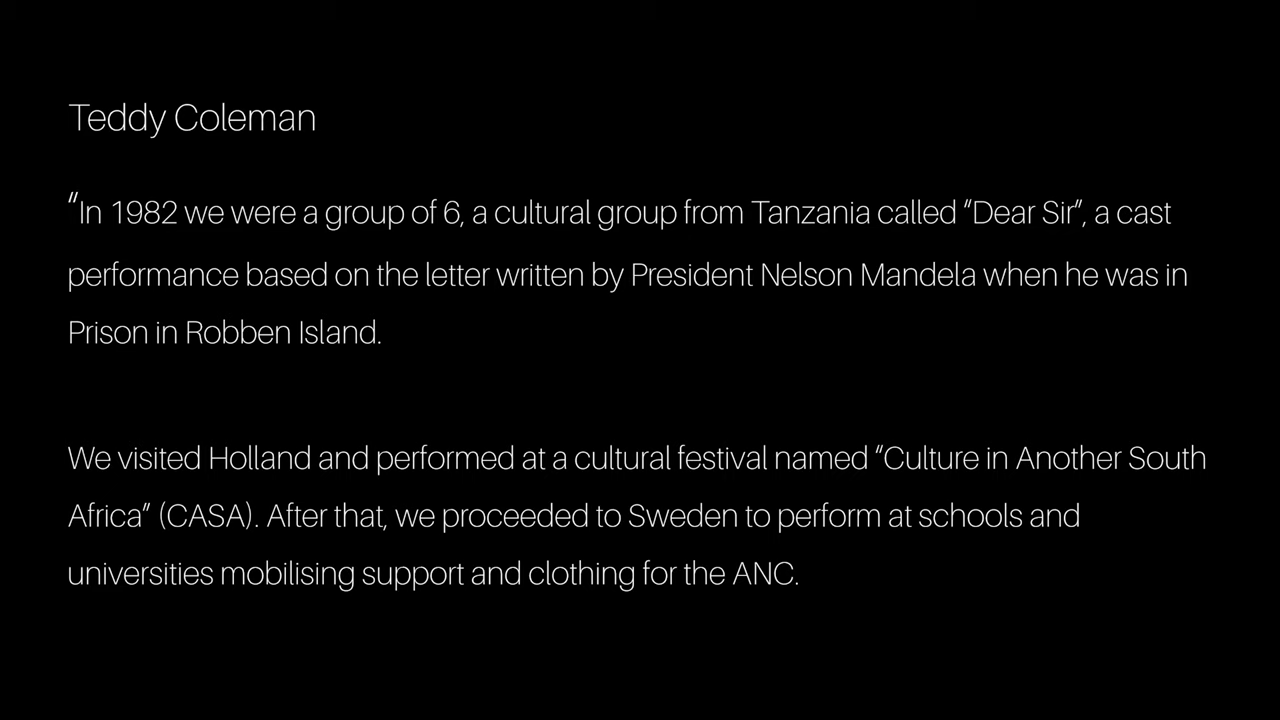 Teddy Coleman
“In 1982 we were a group of 6, a cultural group from Tanzania called “Dear Sir”, a cast
performance based on the letter written by President Nelson Mandela when he was in
Prison in Robben Island.
We visited Holland and performed at a cultural festival named “Culture in Another South
Africa” (CASA). After that, we proceeded to Sweden to perform at schools and
universities mobilising support and clothing for the ANC.